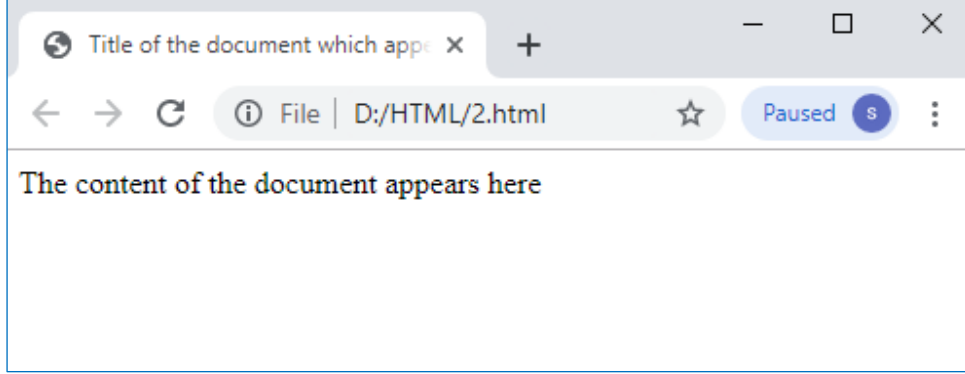 Title of the document which appe
File D:/HTML/2.html
Paused s
The content of the document appears here